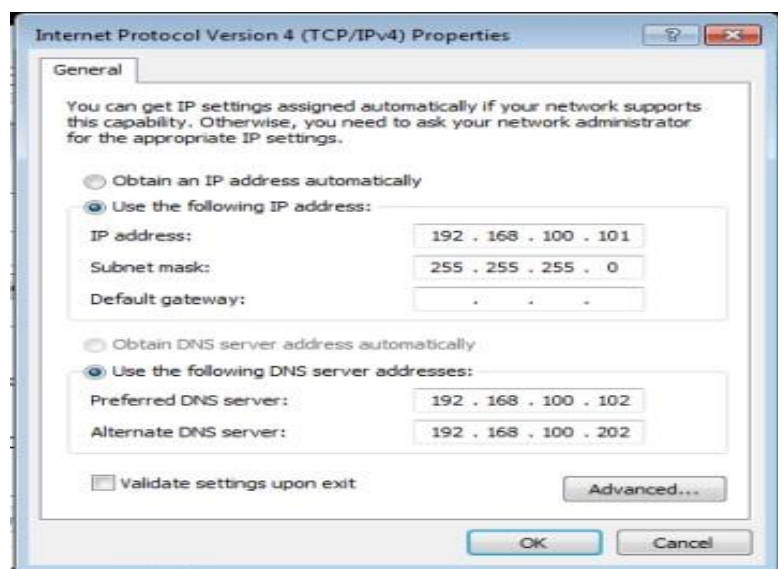 Internet Protocol Version 4 (TCP/IPv4) Properties
General
You can get IP settings assigned automatically if your network supports
this capability. Otherwise, you need to ask your network administrator
for the appropriate IP settings.
Obtain an IP address automatically
Use the following IP address:
IP address: 192 . 168 . 100 . 101
Subnet mask: 255 . 255 . 255 . 0
Default gateway: . . .
Obtain DNS server address automatically
Use the following DNS server addresses:
Preferred DNS server: 192 . 168 . 100 . 102
Alternate DNS server: 192 . 168 . 100 . 202
Validate settings upon exit Advanced...
OK Cancel